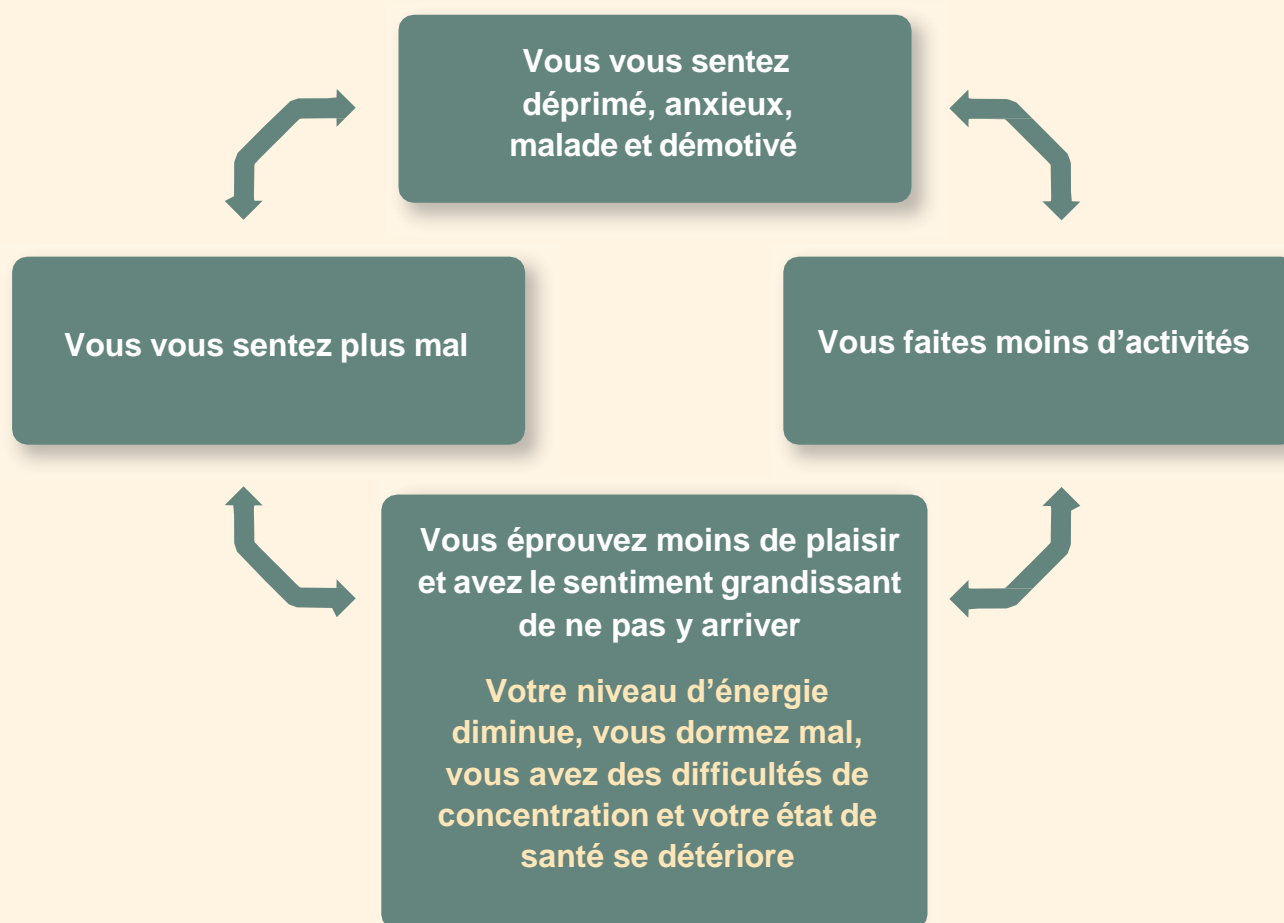 Vous vous sentez
déprimé, anxieux,
malade et démotivé
Vous vous sentez plus mal
Vous faites moins d’activités
Vous éprouvez moins de plaisir
et avez le sentiment grandissant
de ne pas y arriver
Votre niveau d’énergie
diminue, vous dormez mal,
vous avez des difficultés de
concentration et votre état de
santé se détériore